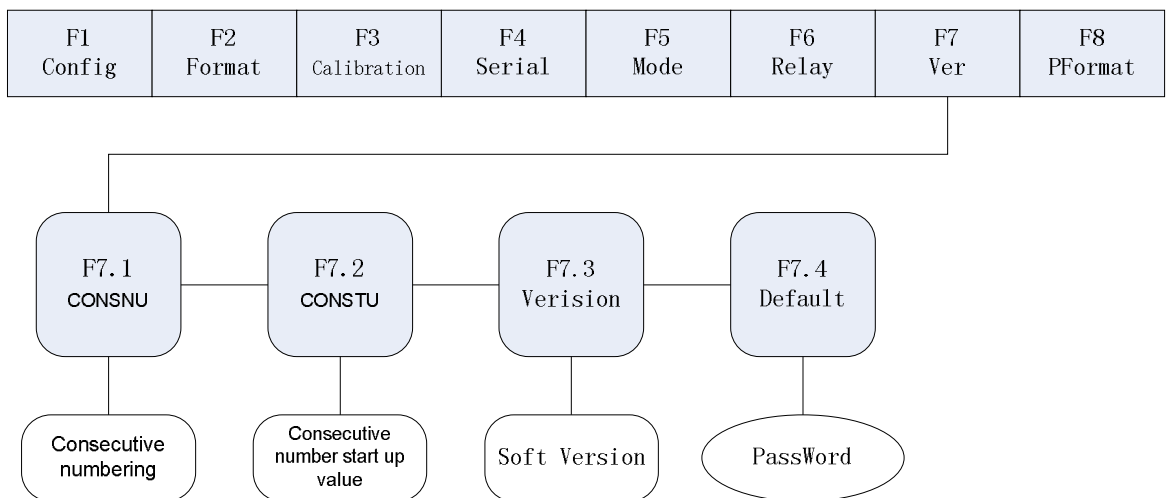 F1
Config
F2
Format
F3
Calibration
F4
Serial
F5
Mode
F6
Relay
F7
Ver
F8
PFormat
F7.1
CONSNU
F7.2
CONSTU
F7.3
Verision
F7.4
Default
Consecutive
numbering
Consecutive
number start up
value
Soft Version
PassWord